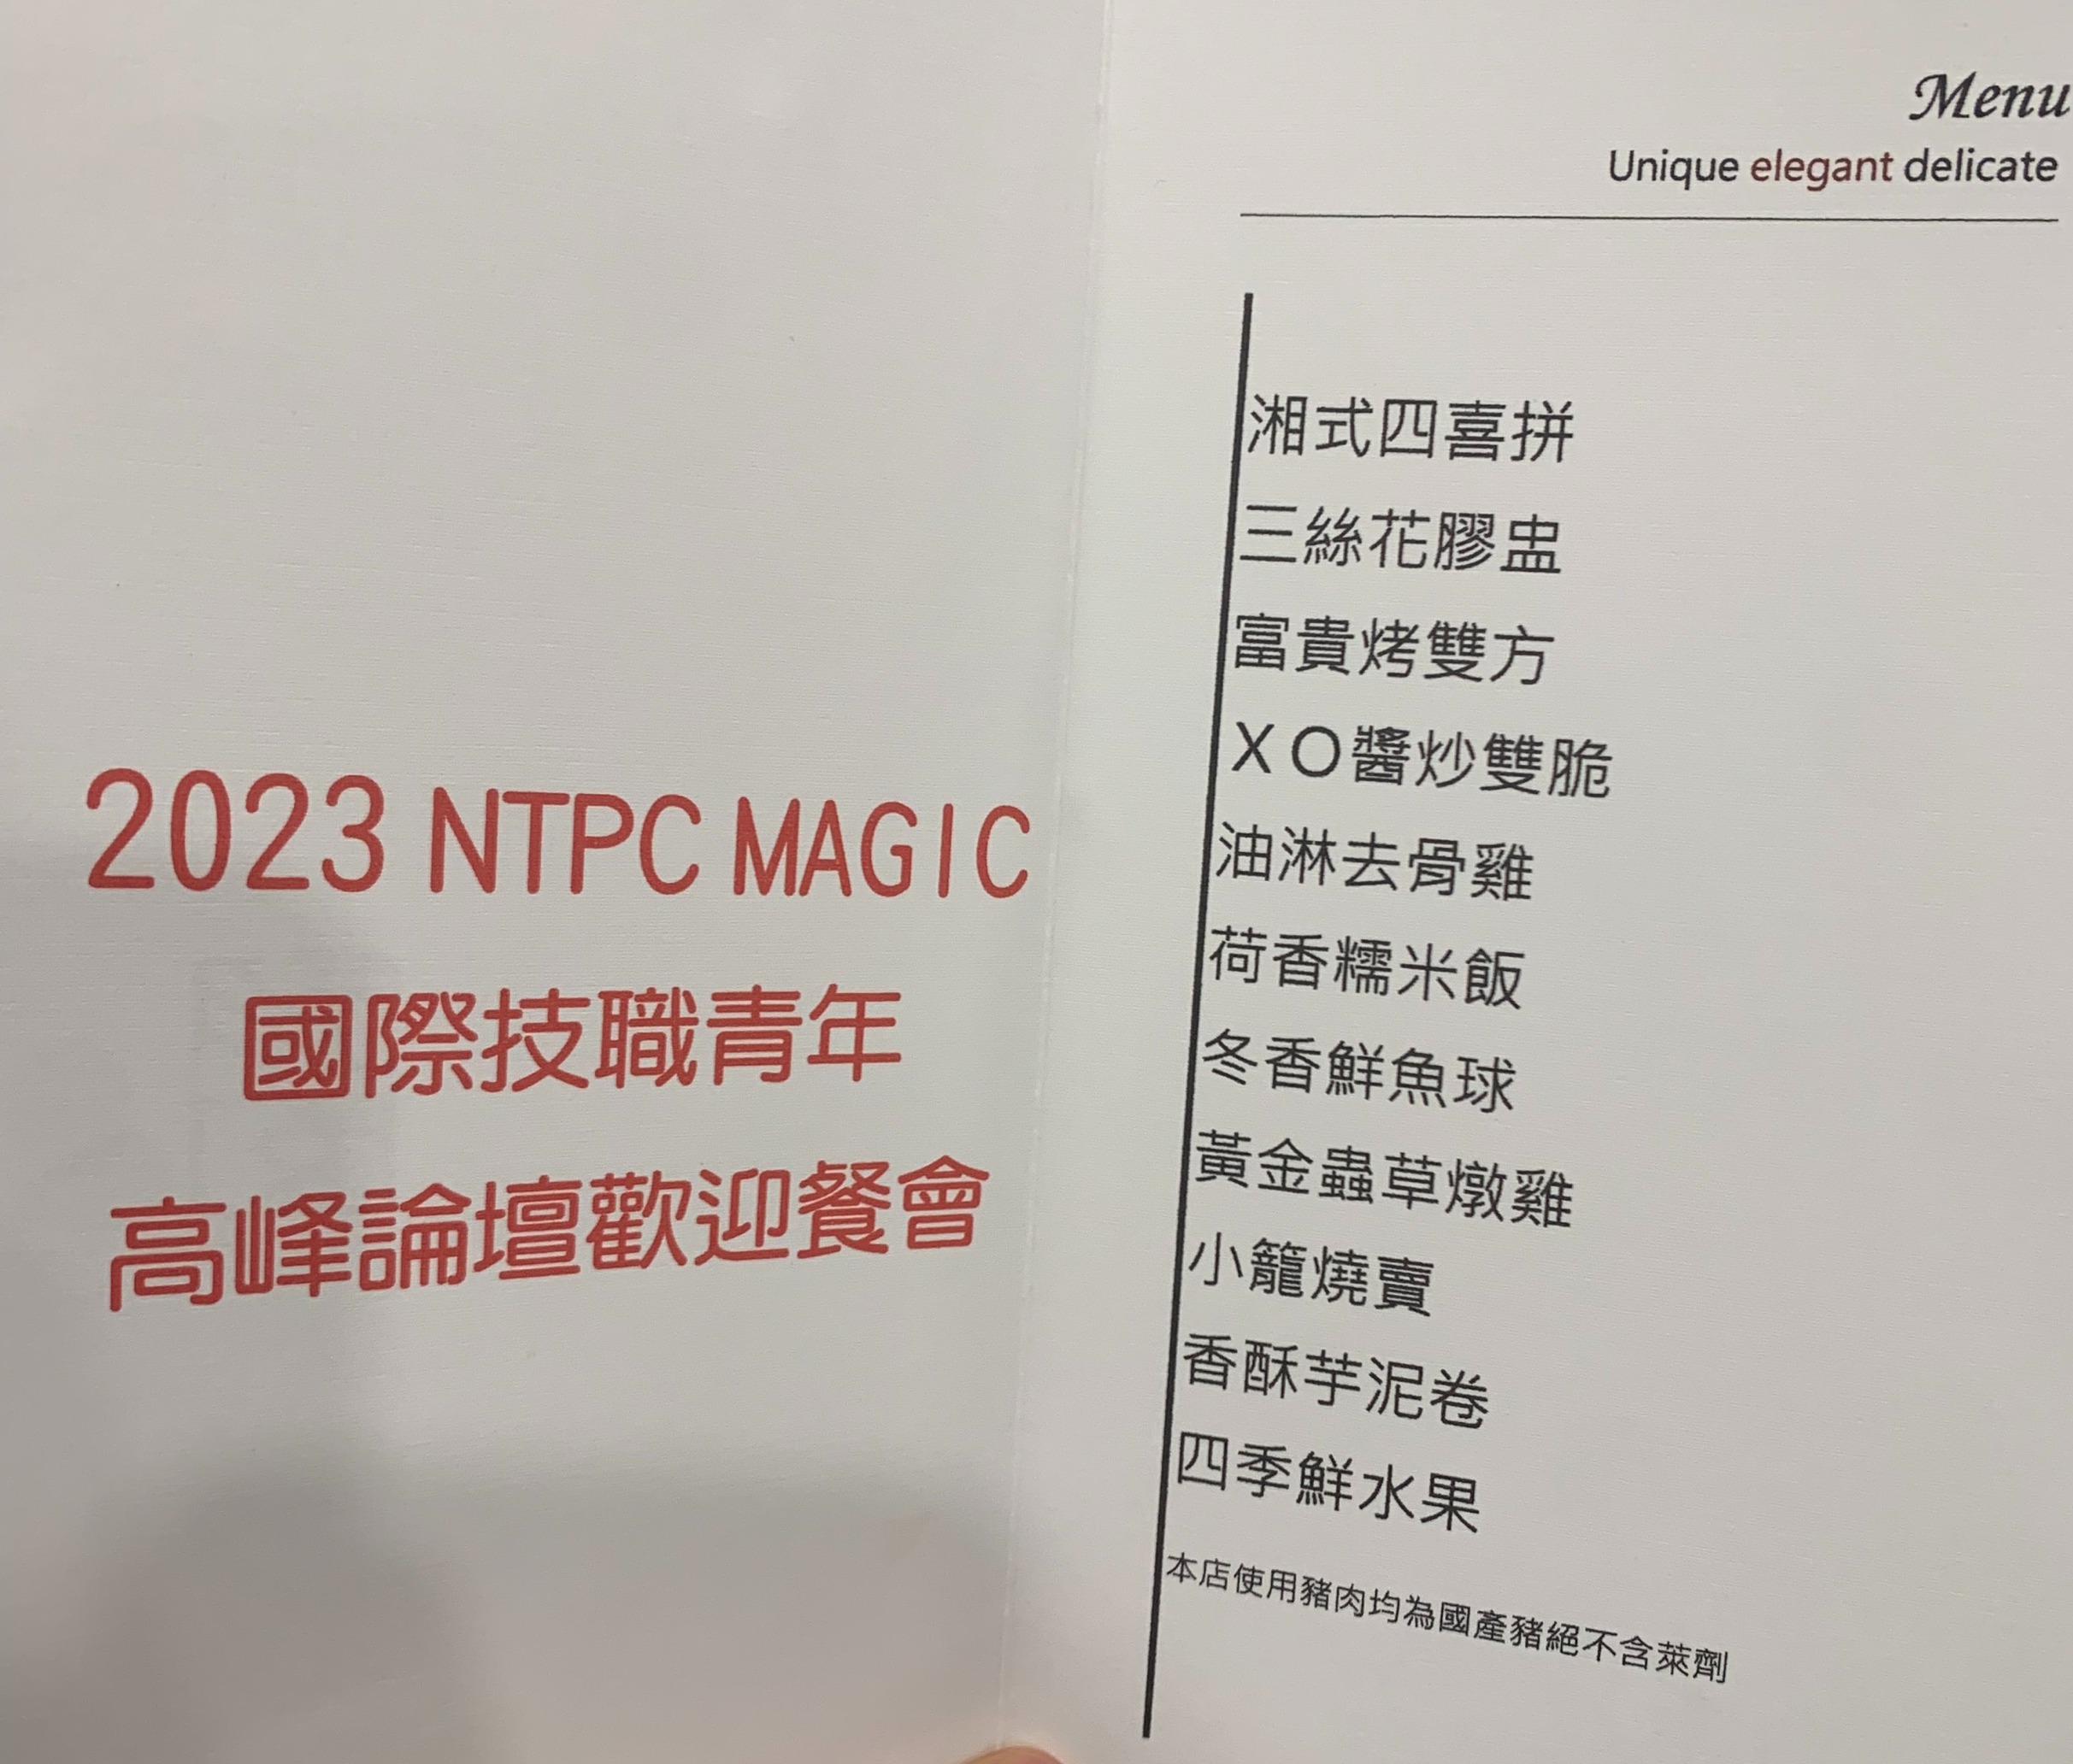 2023 NTPC MAGIC
國際技職青年
高峰論壇歡迎餐會
Menu
Unique elegant delicate
湘式四喜拼
三絲花膠盅
富貴烤雙方
ＸＯ醬炒雙脆
油淋去骨雞
荷香糯米飯
冬香鮮魚球
黃金蟲草燉雞
小籠燒賣
香酥芋泥卷
四季鮮水果
本店使用豬肉均為國產豬絕不含萊劑